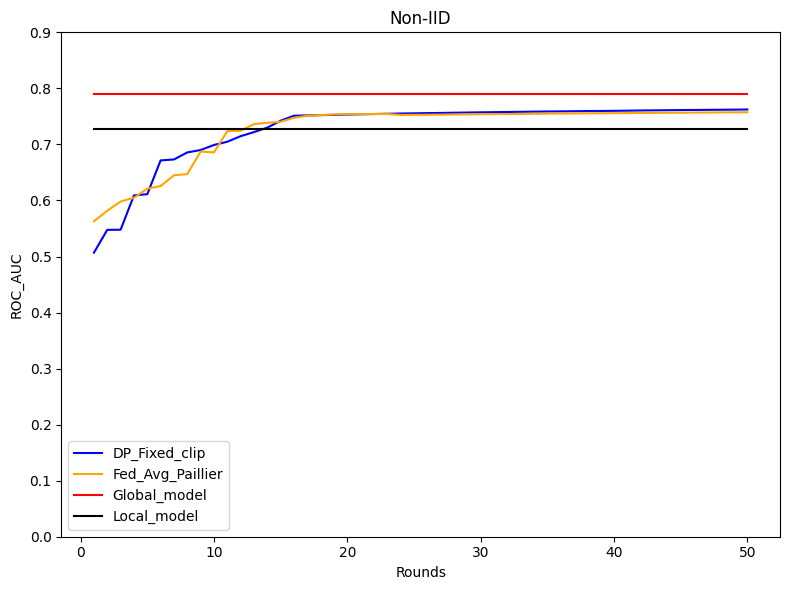 Non-IID
ROC_AUC
0.9
0.8
0.7
0.6
0.5
0.4
0.3
0.2
0.1
0.0
DP_Fixed_clip
Fed_Avg_Paillier
Global_model
Local_model
0 10 20 30 40 50
Rounds